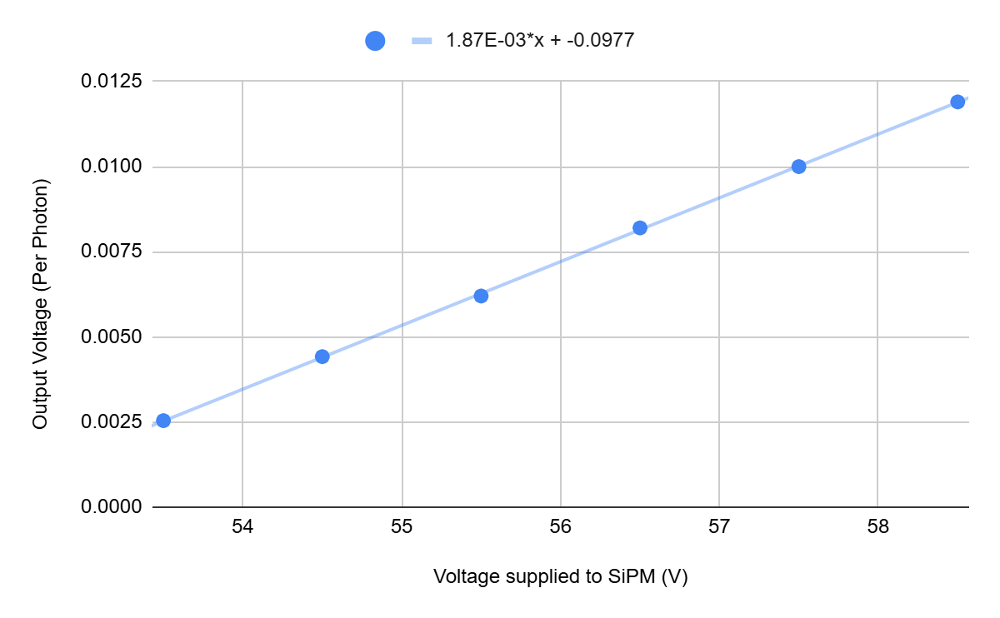 1.87E-03*x + -0.0977
0.0125
0.0100
0.0075
0.0050
0.0025
0.0000
Output Voltage (Per Photon)
54 55 56 57 58
Voltage supplied to SiPM (V)